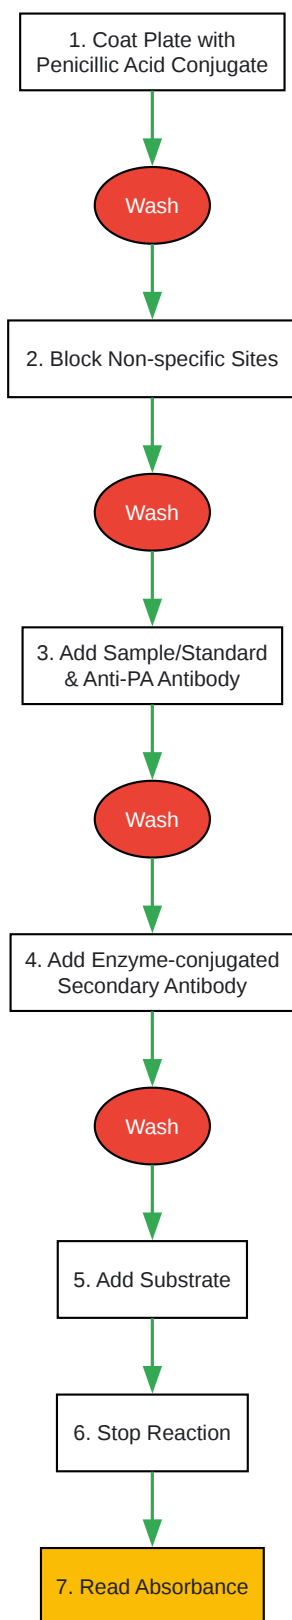 1. Coat Plate with
Penicillic Acid Conjugate
Wash
2. Block Non-specific Sites
Wash
3. Add Sample/Standard
& Anti-PA Antibody
Wash
4. Add Enzyme-conjugated
Secondary Antibody
Wash
5. Add Substrate
6. Stop Reaction
7. Read Absorbance